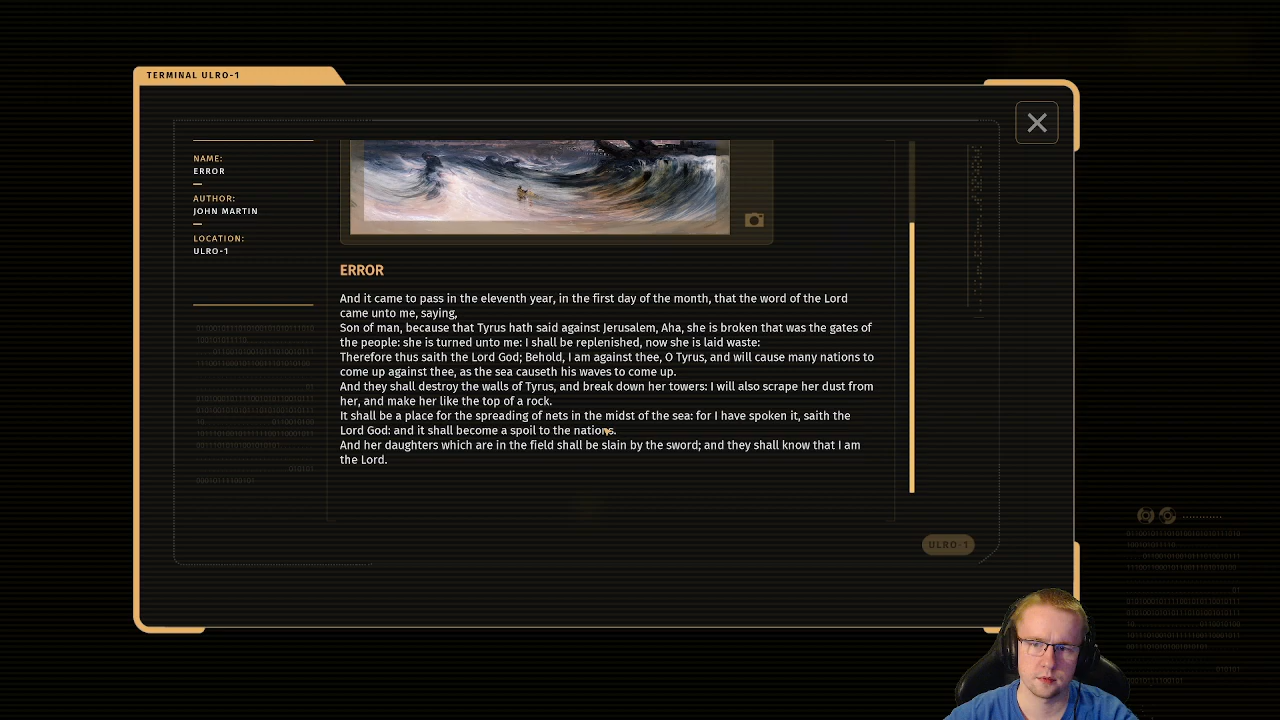 TERMINAL ULRO-1
NAME:
ERROR
AUTHOR:
JOHN MARTIN
LOCATION:
ULRO-1
ERROR
And it came to pass in the eleventh year, in the first day of the month, that the word of the Lord
came unto me, saying,
Son of man, because that Tyrus hath said against Jerusalem, Aha, she is broken that was the gates of
the people: she is turned unto me: I shall be replenished, now she is laid waste:
Therefore thus saith the Lord God; Behold, I am against thee, O Tyrus, and will cause many nations to
come up against thee, as the sea causeth his waves to come up.
And they shall destroy the walls of Tyrus, and break down her towers: I will also scrape her dust from
her, and make her like the top of a rock.
It shall be a place for the spreading of nets in the midst of the sea: for I have spoken it, saith the
Lord God: and it shall become a spoil to the nations.
And her daughters which are in the field shall be slain by the sword; and they shall know that I am
the Lord.
ULRO-1